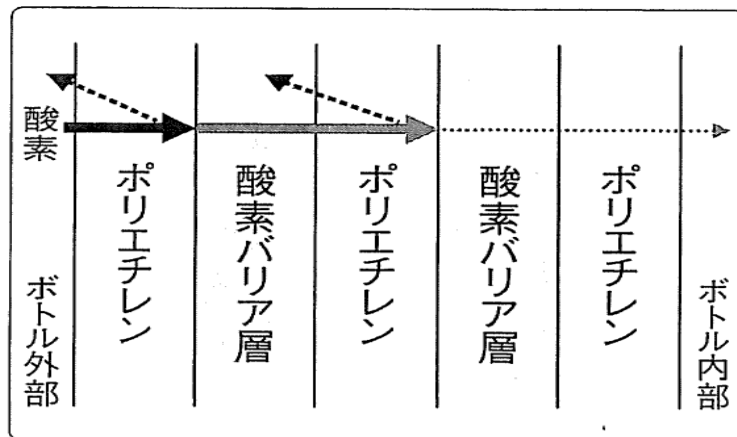 酸素
ボトル外部
ポリエチレン
酸素バリア層
ポリエチレン
酸素バリア層
ポリエチレン
ボトル内部